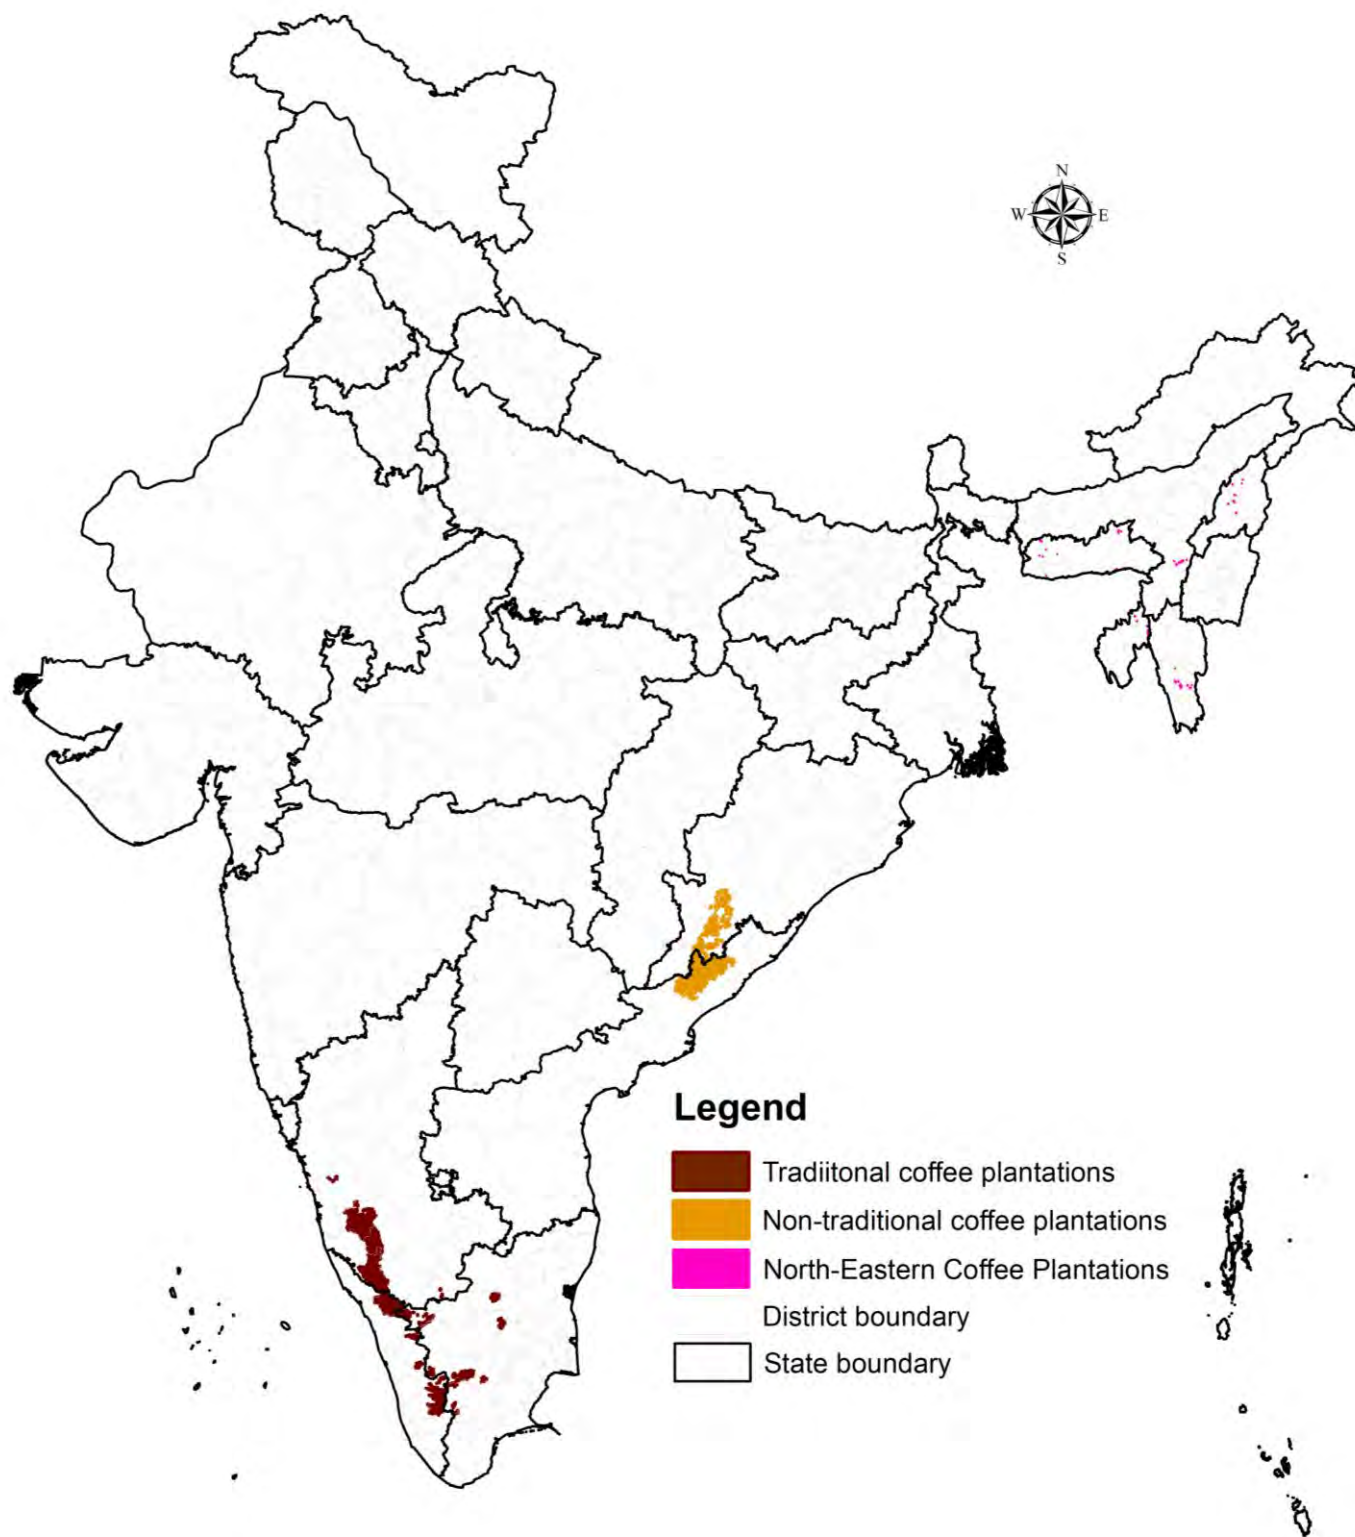 N
W E
S
Legend
Tradiitonal coffee plantations
Non-traditional coffee plantations
North-Eastern Coffee Plantations
District boundary
State boundary